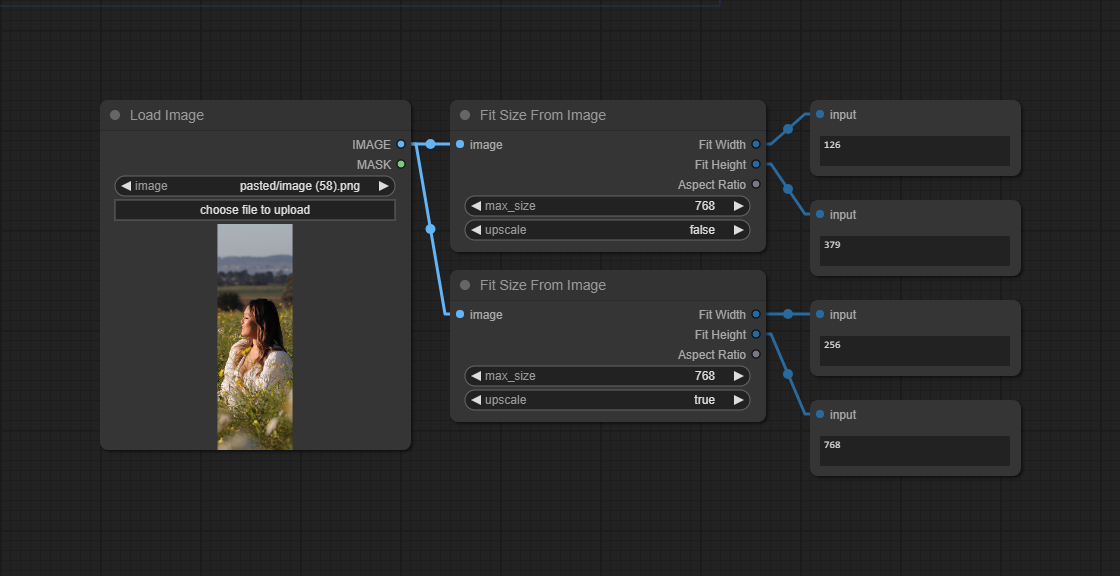 Load Image
IMAGE
MASK
image pasted/image (58).png
choose file to upload
Fit Size From Image
image Fit Width
Fit Height
Aspect Ratio
max_size 768
upscale false
Fit Size From Image
image Fit Width
Fit Height
Aspect Ratio
max_size 768
upscale true
input
126
input
379
input
256
input
768